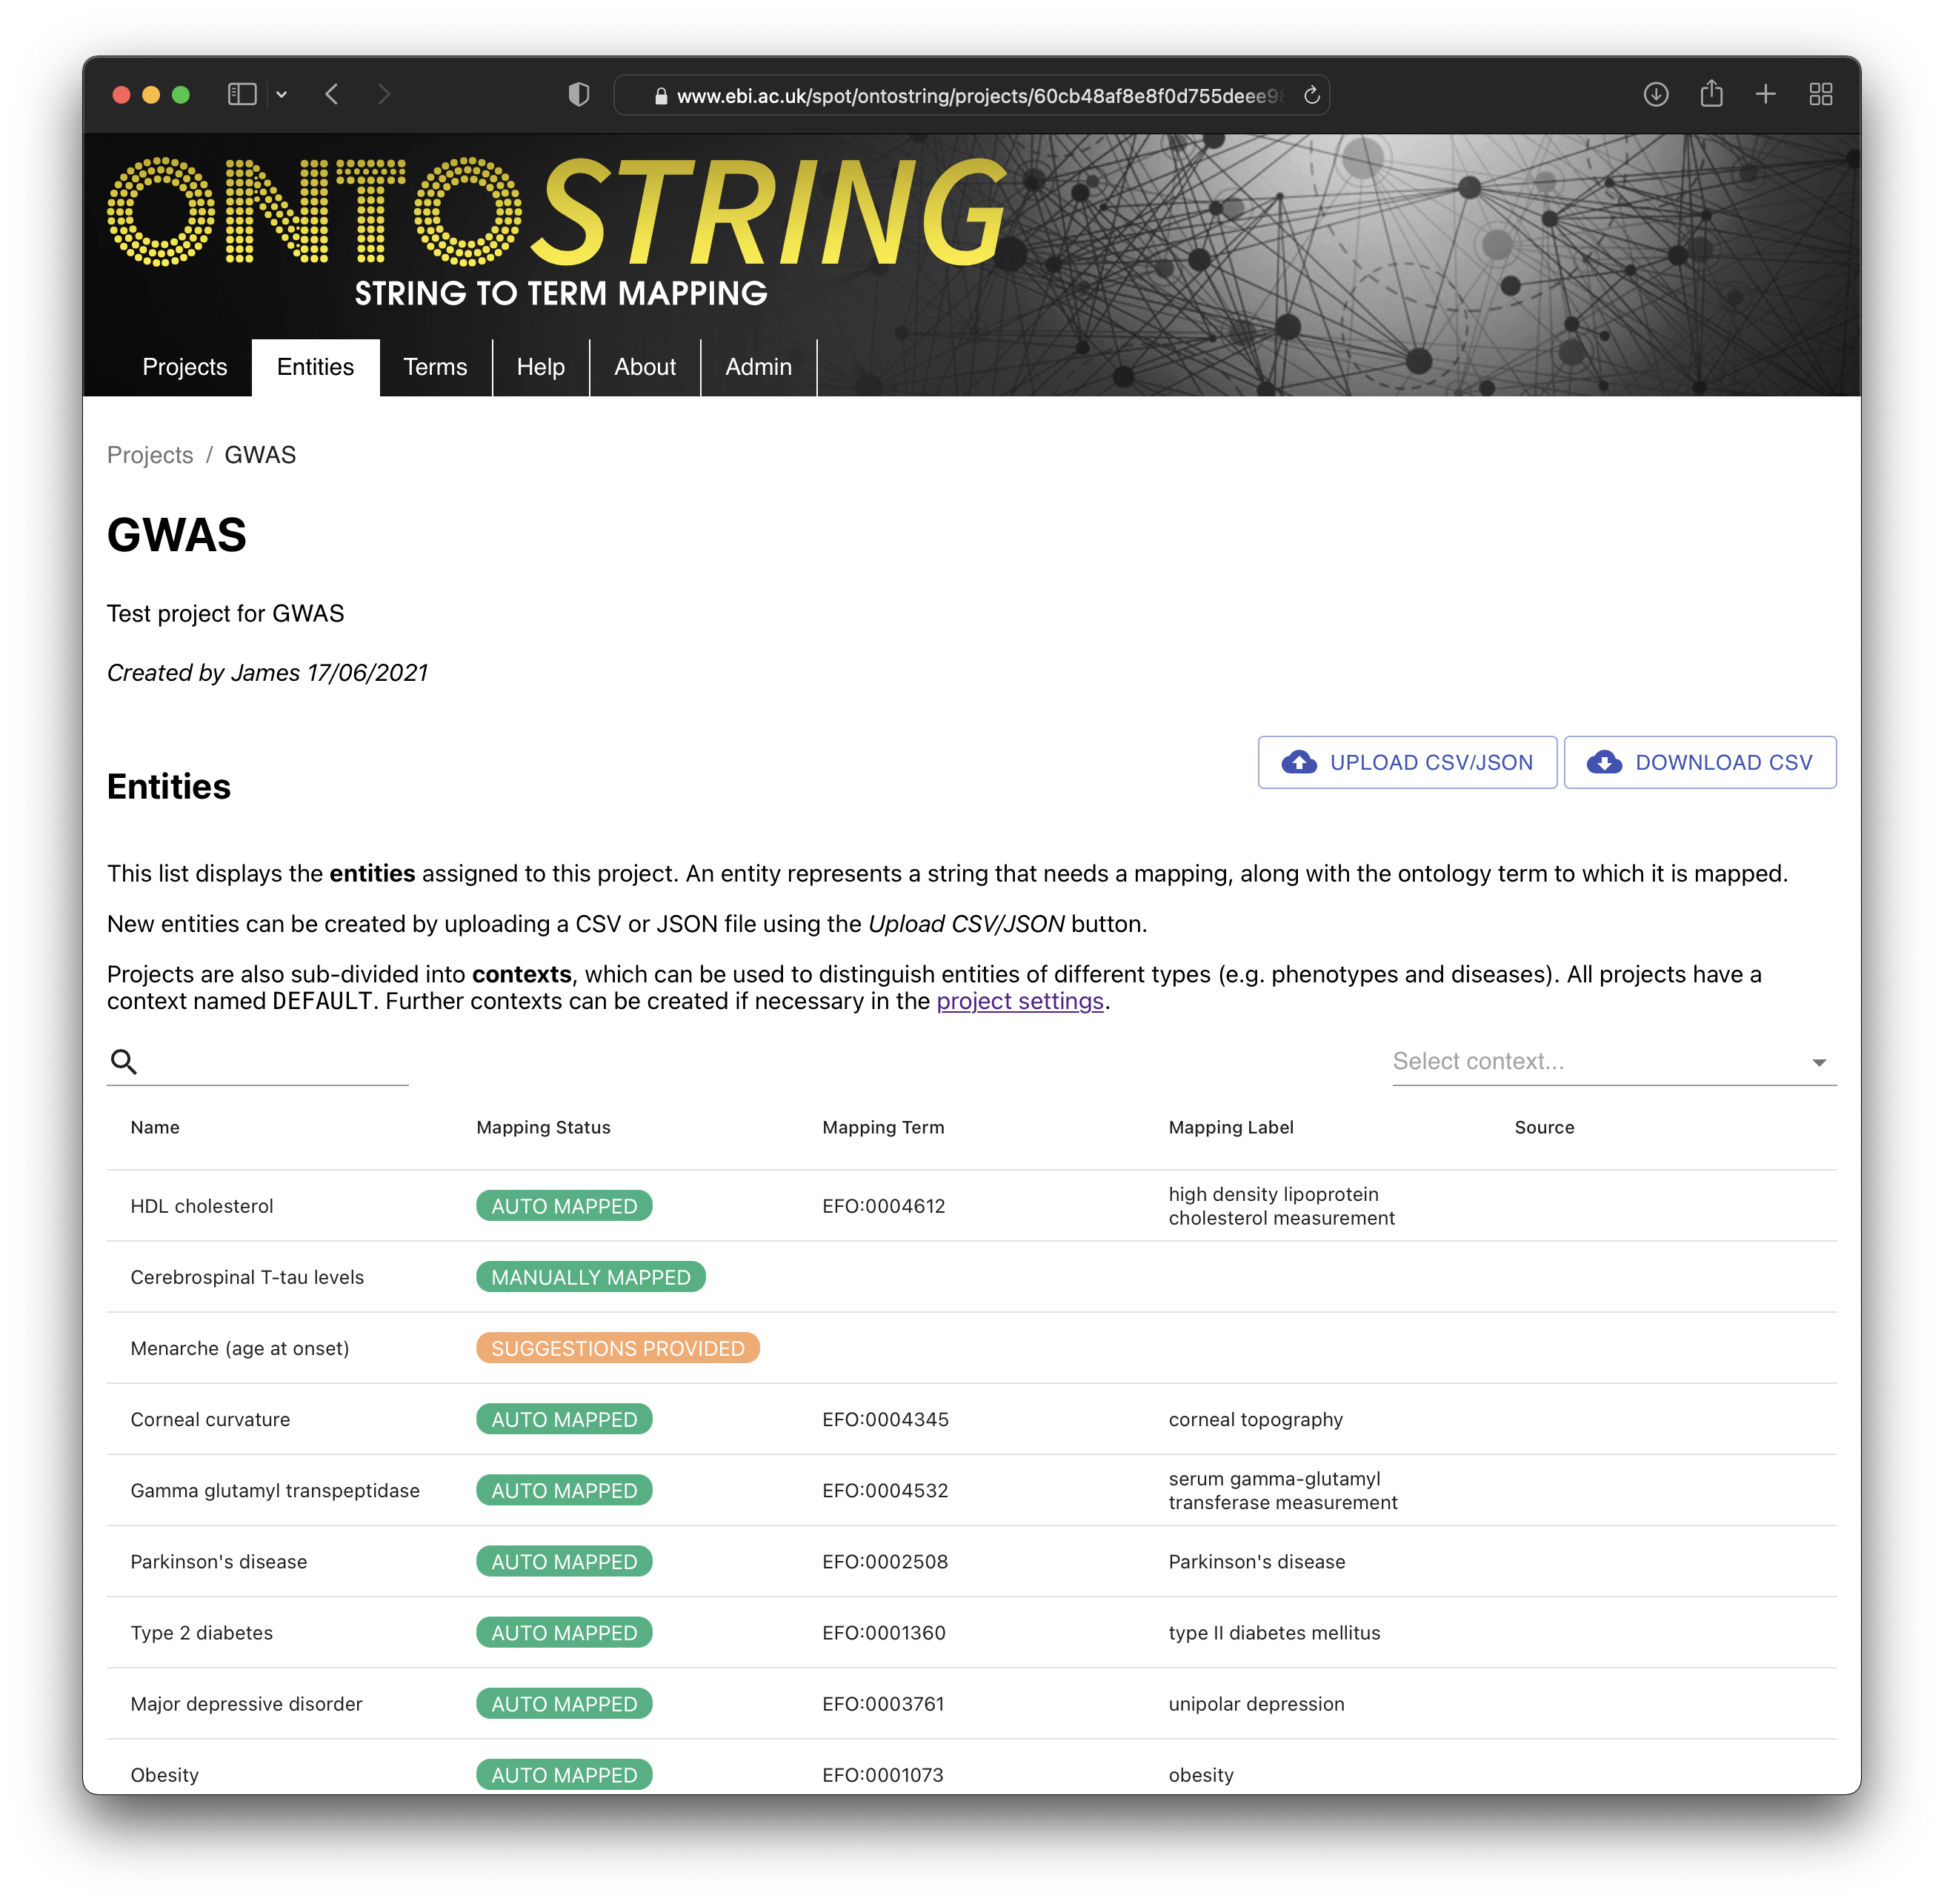 www.ebi.ac.uk/spot/ontostring/projects/60cb48af8e8f0d755deee9
ONTOSTRING
STRING TO TERM MAPPING
Projects Entities Terms Help About Admin
Projects / GWAS
GWAS
Test project for GWAS
Created by James 17/06/2021
UPLOAD CSV/JSON DOWNLOAD CSV
Entities
This list displays the entities assigned to this project. An entity represents a string that needs a mapping, along with the ontology term to which it is mapped.
New entities can be created by uploading a CSV or JSON file using the Upload CSV/JSON button.
Projects are also sub-divided into contexts, which can be used to distinguish entities of different types (e.g. phenotypes and diseases). All projects have a
context named DEFAULT. Further contexts can be created if necessary in the project settings.
Select context...
Name Mapping Status Mapping Term Mapping Label Source
HDL cholesterol AUTO MAPPED EFO:0004612 high density lipoprotein
cholesterol measurement
Cerebrospinal T-tau levels MANUALLY MAPPED
Menarche (age at onset) SUGGESTIONS PROVIDED
Corneal curvature AUTO MAPPED EFO:0004345 corneal topography
Gamma glutamyl transpeptidase AUTO MAPPED EFO:0004532 serum gamma-glutamyl
transferase measurement
Parkinson's disease AUTO MAPPED EFO:0002508 Parkinson's disease
Type 2 diabetes AUTO MAPPED EFO:0001360 type II diabetes mellitus
Major depressive disorder AUTO MAPPED EFO:0003761 unipolar depression
Obesity AUTO MAPPED EFO:0001073 obesity